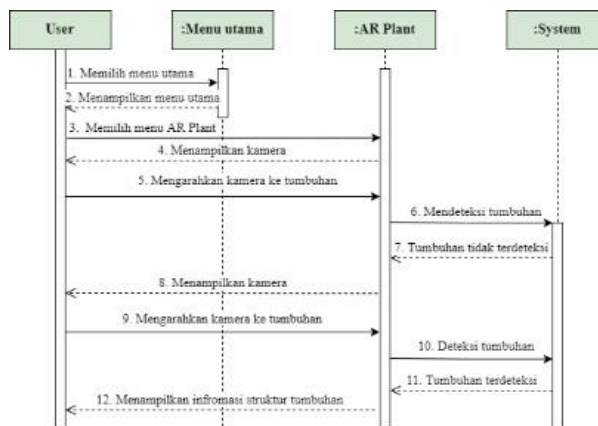 User
:Menu utama
:AR Plant
:System
1. Memilih menu utama
2. Menampilkan menu utama
3. Memilih menu AR Plant
4. Menampilkan kamera
5. Mengarahkan kamera ke tumbuhan
6. Mendeteksi tumbuhan
7. Tumbuhan tidak terdeteksi
8. Menampilkan kamera
9. Mengarahkan kamera ke tumbuhan
10. Deteksi tumbuhan
11. Tumbuhan terdeteksi
12. Menampilkan infromasi struktur tumbuhan